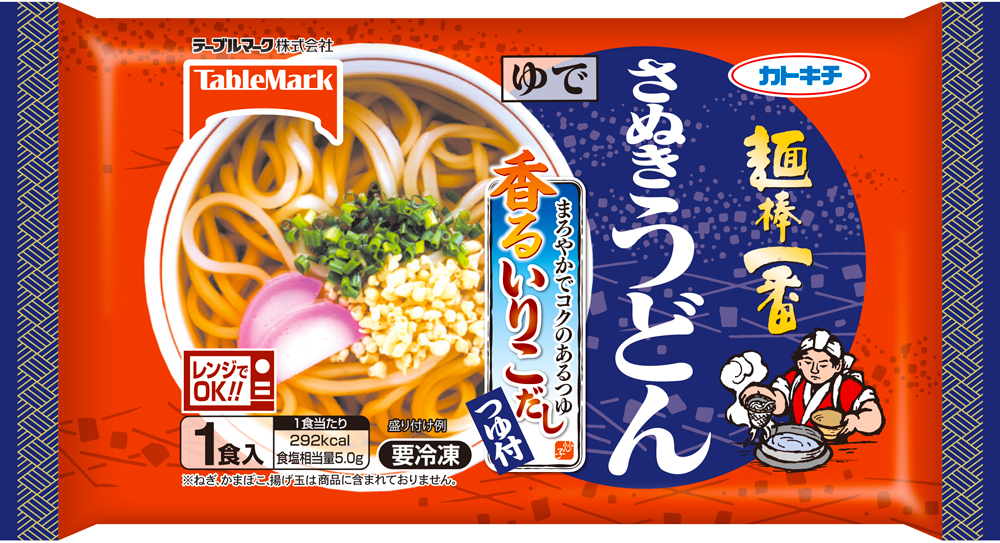 テーブルマーク株式会社
TableMark
ゆで
カトキチ
麺棒一番
さぬきうどん
まろやかでコクのあるつゆ
香るいりこだし
つゆ付
レンジで
OK!!
1食入
1食当たり
292kcal
食塩相当量5.0g
盛り付け例
要冷凍
※ねぎ、かまぼこ、揚げ玉は商品に含まれておりません。